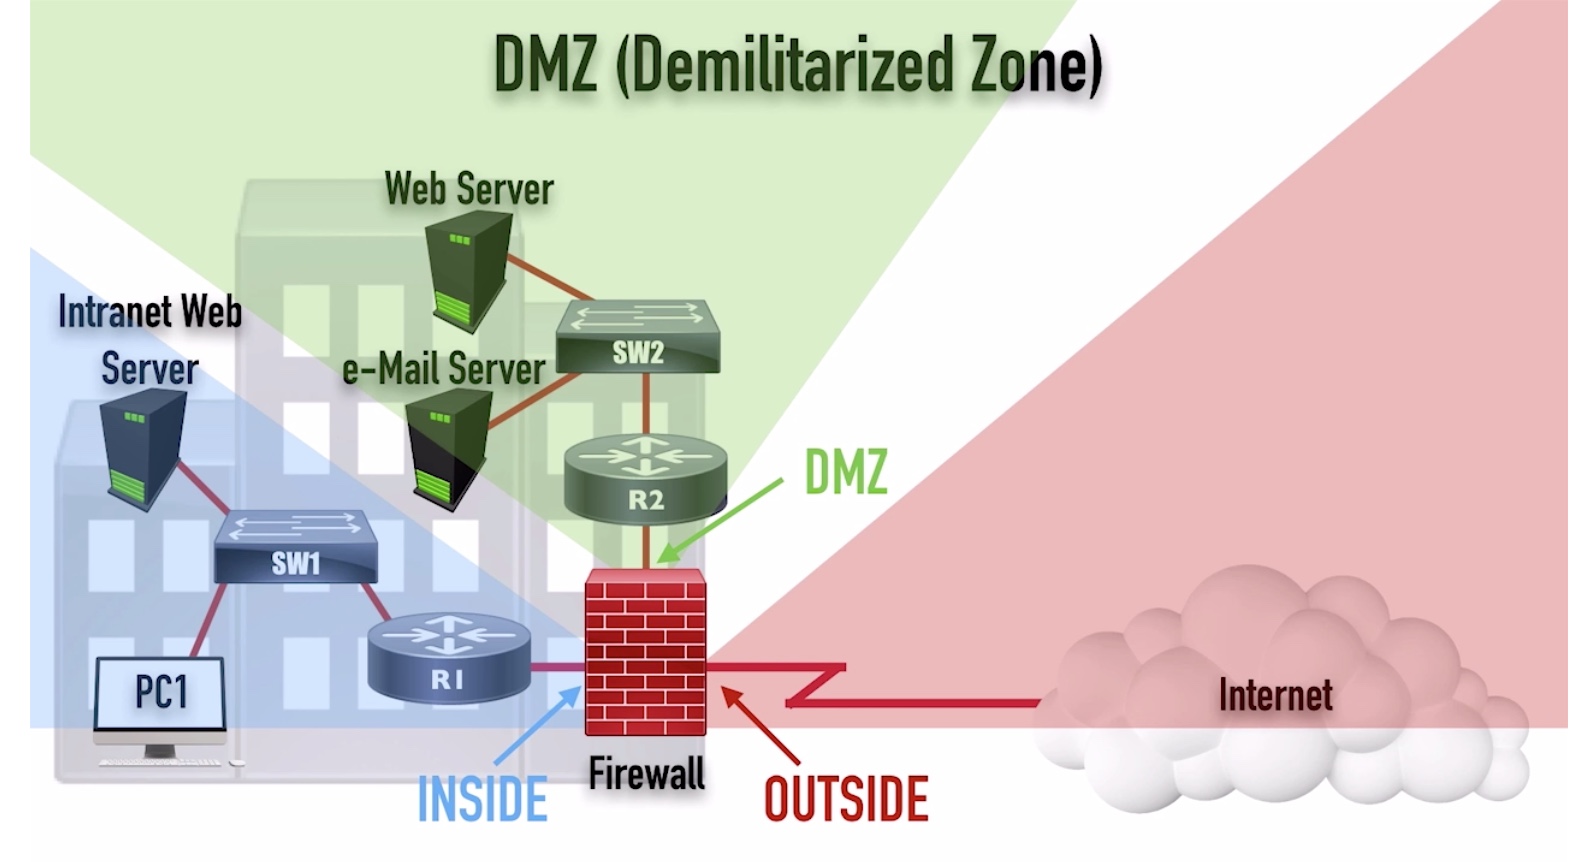 DMZ (Demilitarized Zone)
Web Server
Intranet Web
Server
e-Mail Server
SW2
DMZ
R2
SW1
PC1
R1
Internet
INSIDE
Firewall
OUTSIDE